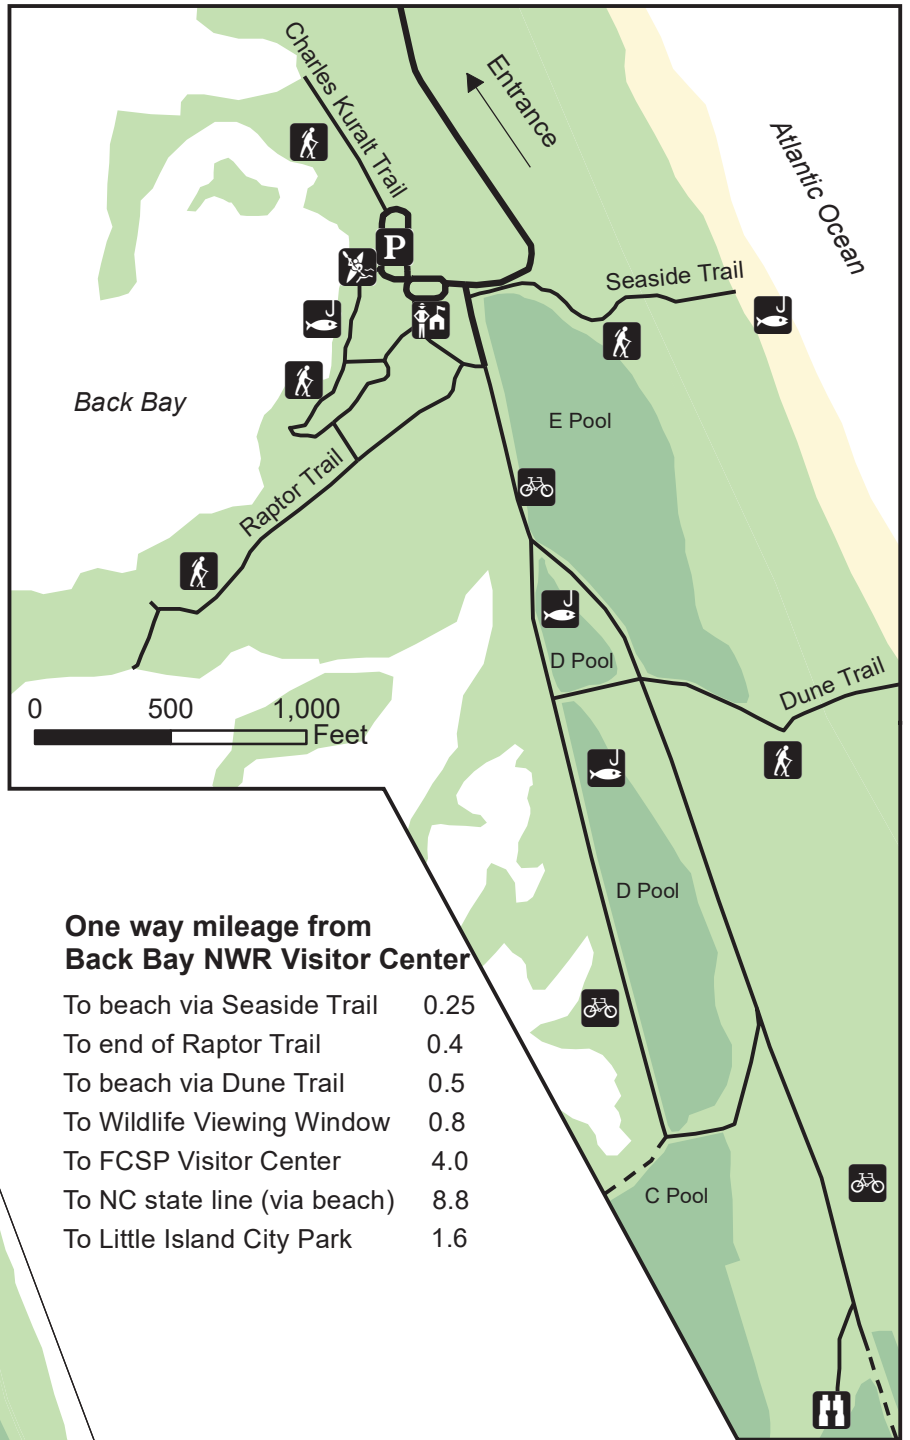 Charles Kuralt Trail
Entrance
Atlantic Ocean
P
Seaside Trail
Back Bay
E Pool
Raptor Trail
D Pool
Dune Trail
0 500 1,000
Feet
D Pool
One way mileage from
Back Bay NWR Visitor Center
To beach via Seaside Trail 0.25
To end of Raptor Trail 0.4
To beach via Dune Trail 0.5
To Wildlife Viewing Window 0.8
To FCSP Visitor Center 4.0
To NC state line (via beach) 8.8
To Little Island City Park 1.6
C Pool